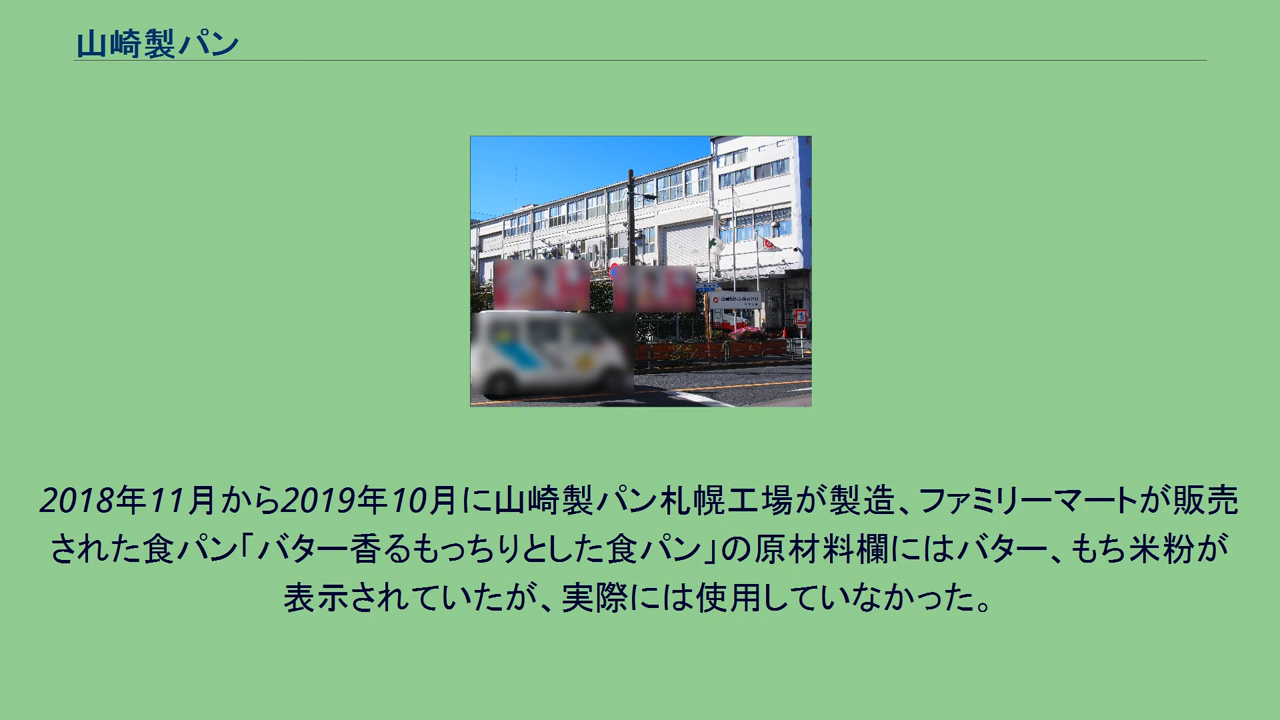 山崎製パン
2018年11月から2019年10月に山崎製パン札幌工場が製造、ファミリーマートが販売
された食パン「バター香るもっちりとした食パン」の原材料欄にはバター、もち米粉が
表示されていたが、実際には使用していなかった。